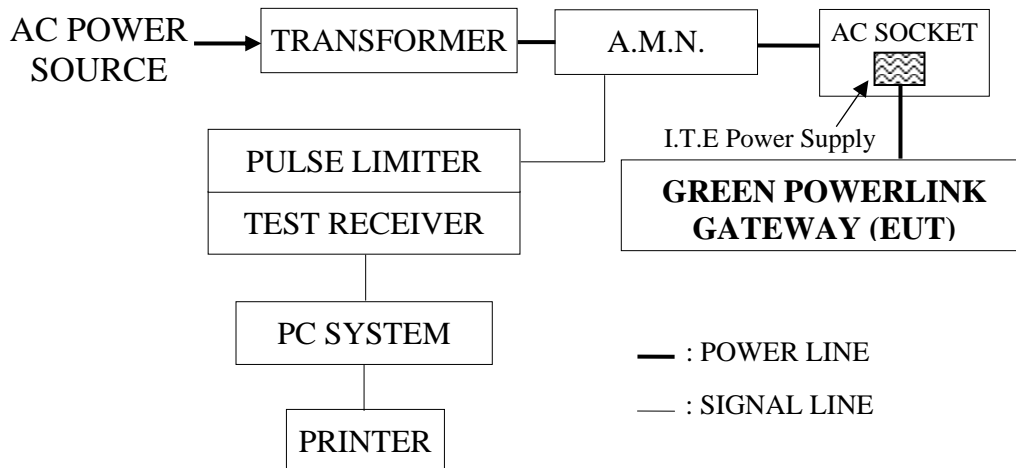 AC POWER
SOURCE
TRANSFORMER
A.M.N.
AC SOCKET
I.T.E Power Supply
PULSE LIMITER
TEST RECEIVER
GREEN POWERLINK
GATEWAY (EUT)
PC SYSTEM
PRINTER
: POWER LINE
: SIGNAL LINE